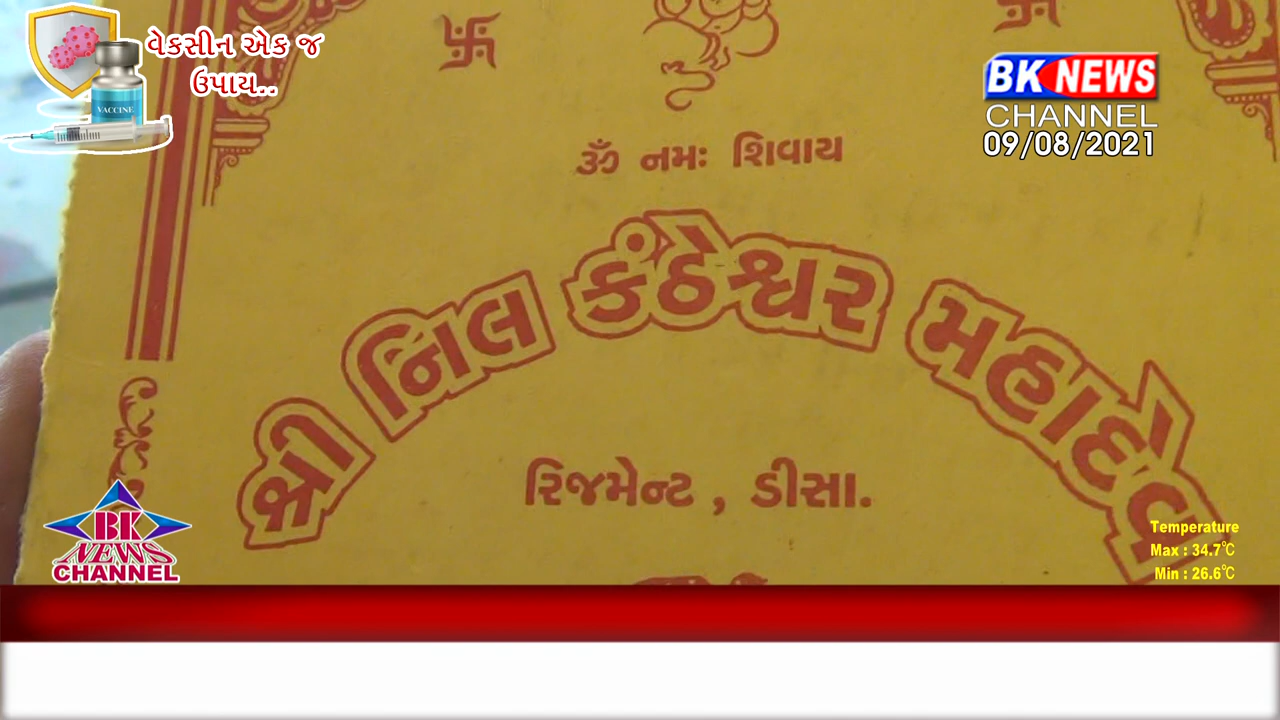 વેકસીન એક જ
ઉપાય..
VACCINE
BK NEWS
CHANNEL
09/08/2021
ૐ નમઃ શિવાય
શ્રી નિલ કંઠેશ્વર મહાદેવ
રિજમેન્ટ , ડીસા.
BK
NEWS
CHANNEL
Temperature
Max : 34.7℃
Min : 26.6℃